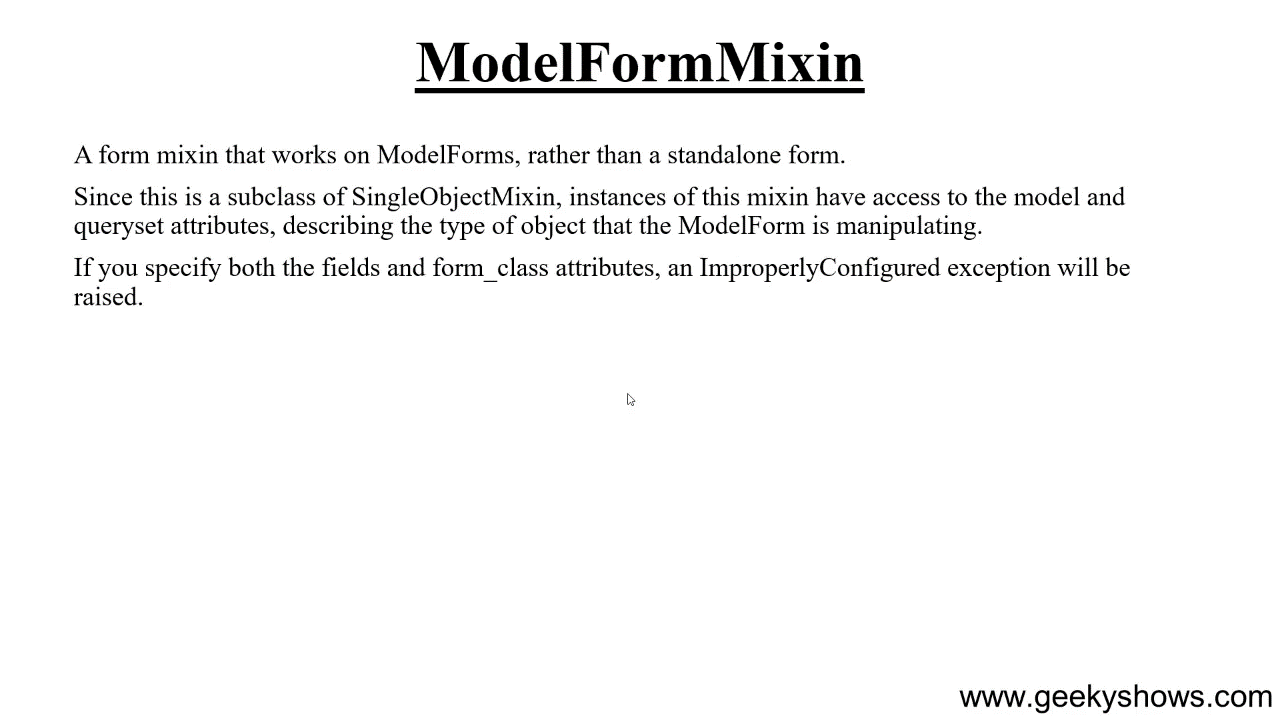 ModelFormMixin
A form mixin that works on ModelForms, rather than a standalone form.
Since this is a subclass of SingleObjectMixin, instances of this mixin have access to the model and
queryset attributes, describing the type of object that the ModelForm is manipulating.
If you specify both the fields and form_class attributes, an ImproperlyConfigured exception will be
raised.
www.geekyshows.com